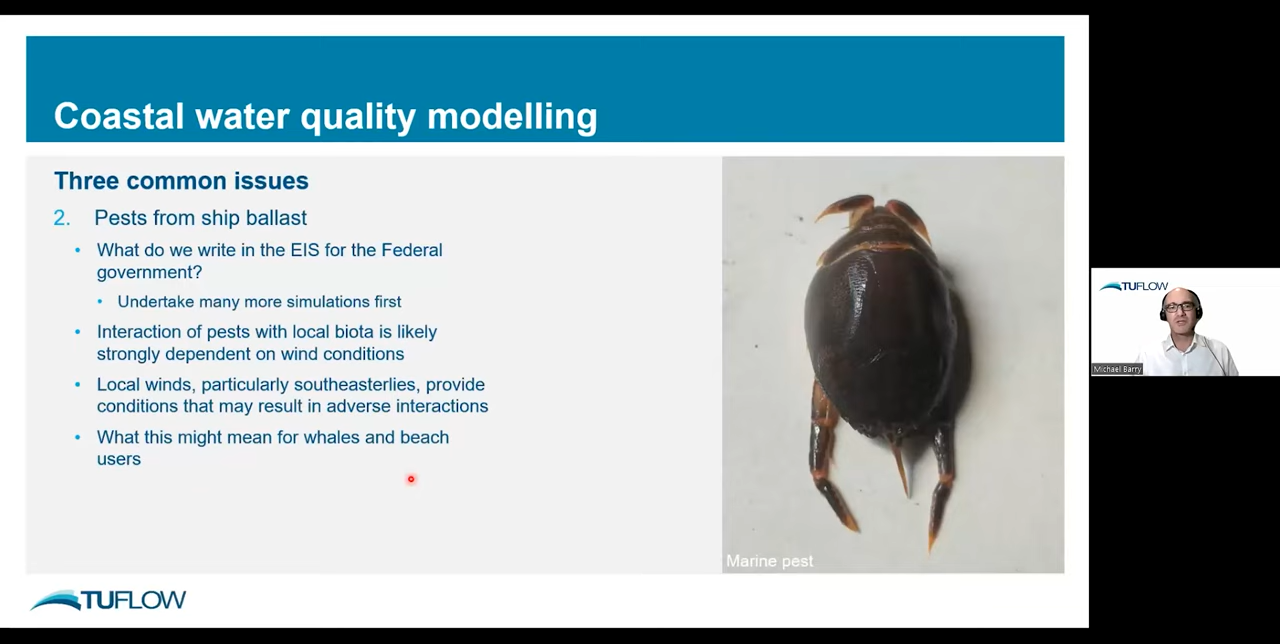 Coastal water quality modelling
Three common issues
2. Pests from ship ballast
• What do we write in the EIS for the Federal
government?
• Undertake many more simulations first
• Interaction of pests with local biota is likely
strongly dependent on wind conditions
• Local winds, particularly southeasterlies, provide
conditions that may result in adverse interactions
• What this might mean for whales and beach
users
Marine pest
TUFLOW
TUFLOW
Michael Barry